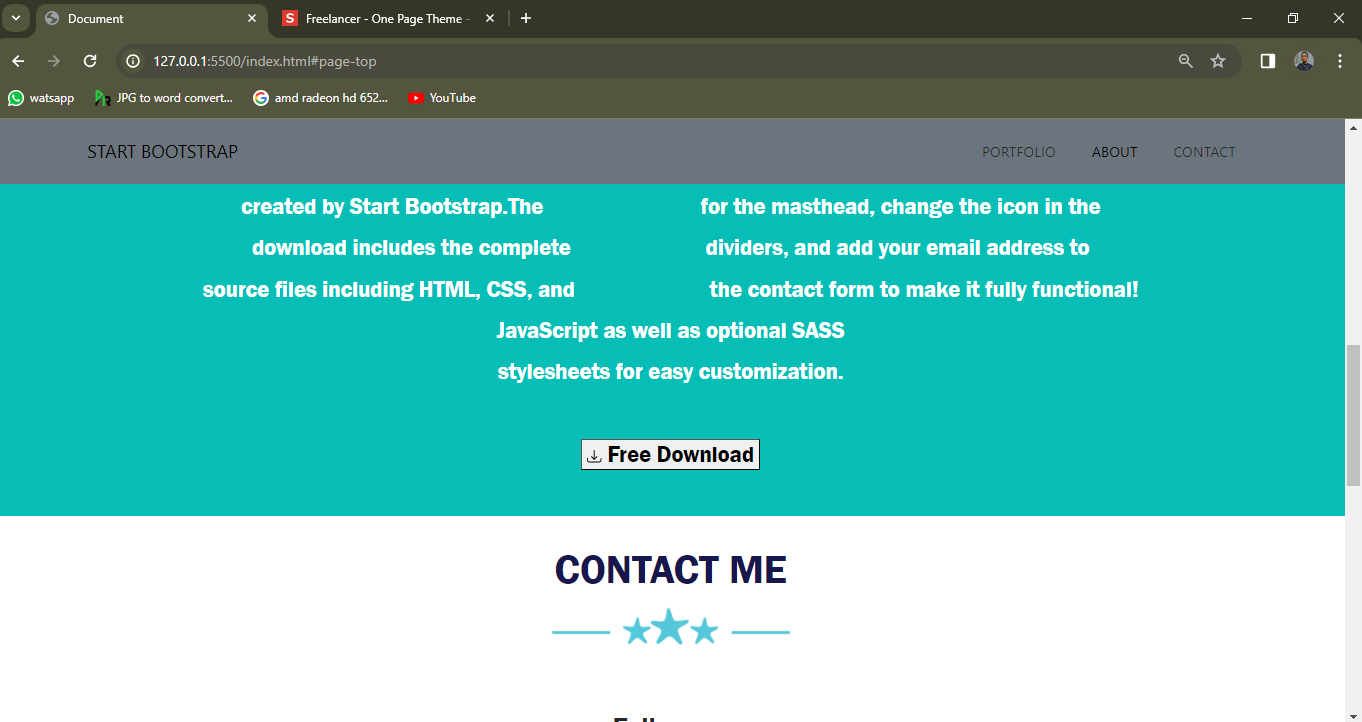 Document
Freelancer - One Page Theme -
127.0.0.1:5500/index.html#page-top
watsapp
JPG to word convert...
amd radeon hd 652...
YouTube
START BOOTSTRAP
PORTFOLIO
ABOUT
CONTACT
created by Start Bootstrap.The
download includes the complete
source files including HTML, CSS, and
JavaScript as well as optional SASS
stylesheets for easy customization.
for the masthead, change the icon in the
dividers, and add your email address to
the contact form to make it fully functional!
Free Download
CONTACT ME